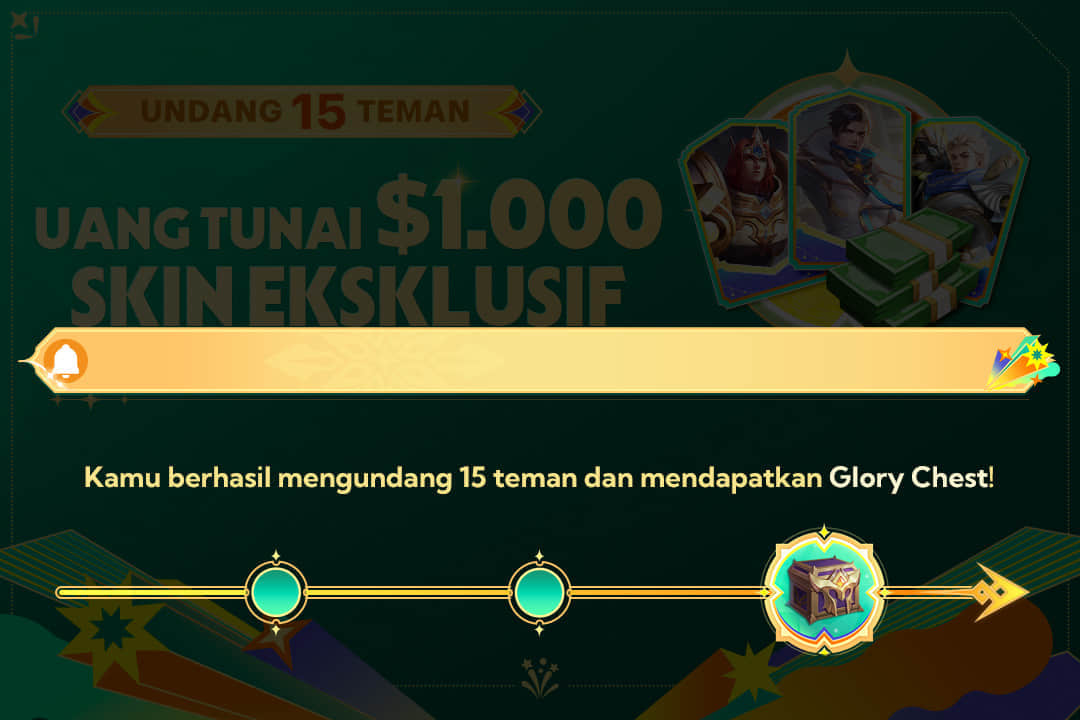 UNDANG 15 TEMAN
UANG TUNAI $1.000
SKIN EKSKLUSIF
Kamu berhasil mengundang 15 teman dan mendapatkan Glory Chest!